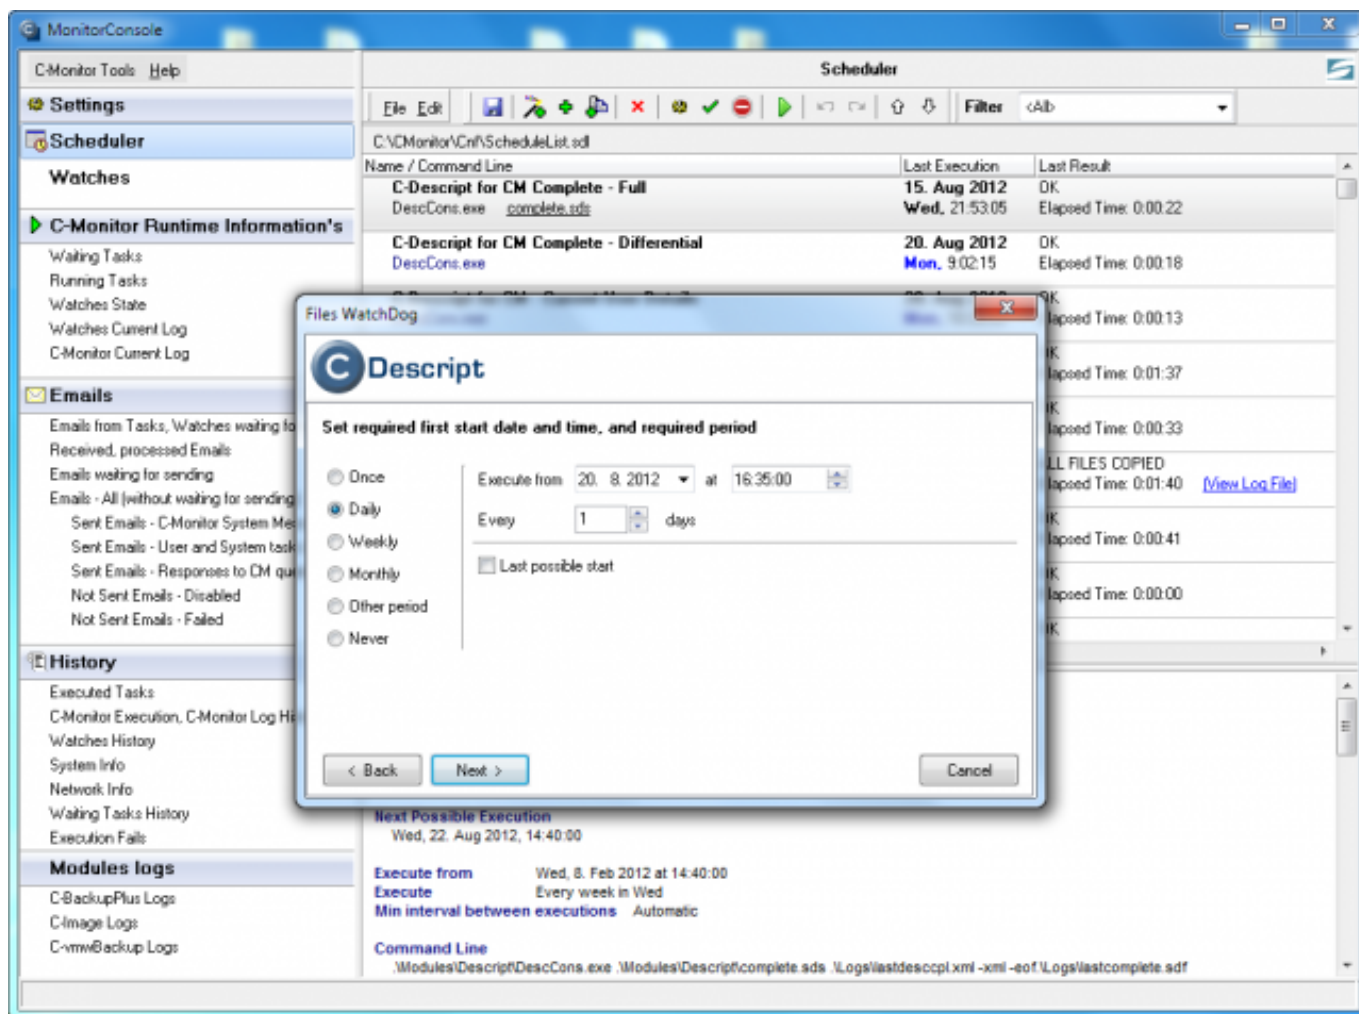 MonitorConsole
C-Monitor Tools Help
Scheduler
Settings
File Edit
Filter <All>
Scheduler
C:\CMonitor\Cnf\ScheduleList.sdl
Watches
Name / Command Line Last Execution Last Result
C-Descript for CM Complete - Full 15. Aug 2012 OK
DescCons.exe complete.sds Wed, 21:53:05 Elapsed Time: 0:00:22
C-Monitor Runtime Information's
C-Descript for CM Complete - Differential 20. Aug 2012 OK
DescCons.exe Mon, 9:02:15 Elapsed Time: 0:00:18
Waiting Tasks
Running Tasks
Watches State
Watches Current Log
C-Monitor Current Log
OK
lapsed Time: 0:00:13
IK
lapsed Time: 0:01:37
IK
lapsed Time: 0:00:33
LL FILES COPIED
lapsed Time: 0:01:40 (View Log File)
IK
lapsed Time: 0:00:41
IK
lapsed Time: 0:00:00
IK
Emails
Emails from Tasks, Watches waiting fo
Received, processed Emails
Emails waiting for sending
Emails - All (without waiting for sending
Sent Emails - C-Monitor System Mes
Sent Emails - User and System task
Sent Emails - Responses to CM que
Not Sent Emails - Disabled
Not Sent Emails - Failed
History
Executed Tasks
C-Monitor Execution, C-Monitor Log Hi
Watches History
System Info
Network Info
Waiting Tasks History
Execution Fails
Modules logs
C-BackupPlus Logs
C-Image Logs
C-vmwBackup Logs
Files WatchDog
C Descript
Set required first start date and time, and required period
Once
Daily
Weekly
Monthly
Other period
Never
Execute from 20. 8. 2012 at 16:35:00
Every 1 days
Last possible start
< Back Next > Cancel
Next Possible Execution
Wed, 22. Aug 2012, 14:40:00
Execute from Wed, 8. Feb 2012 at 14:40:00
Execute Every week in Wed
Min interval between executions Automatic
Command Line
.\Modules\Descript\DescCons.exe .\Modules\Descript\complete.sds .\Logs\lastdesccpl.xml -xml -eof.\Logs\lastcomplete.sdf